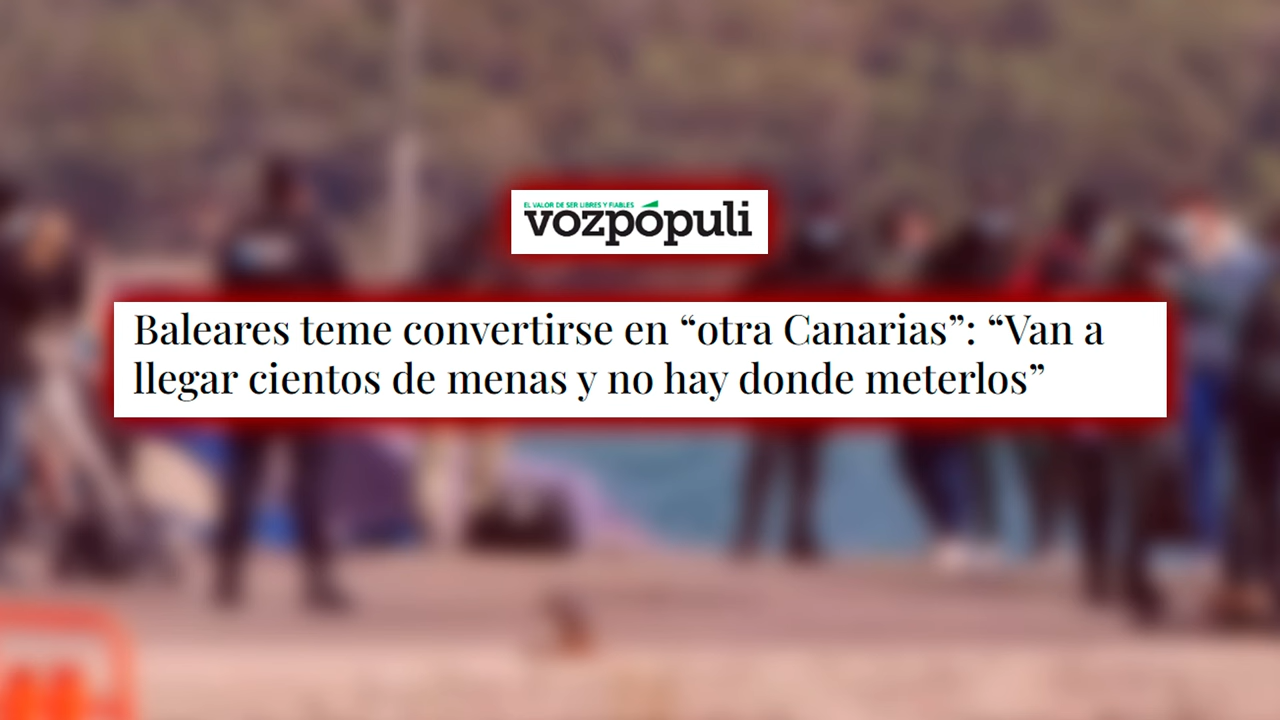 EL VALOR DE SER LIBRES Y FIABLES
vozpópuli
Baleares teme convertirse en “otra Canarias”: “Van a
llegar cientos de menas y no hay donde meterlos”